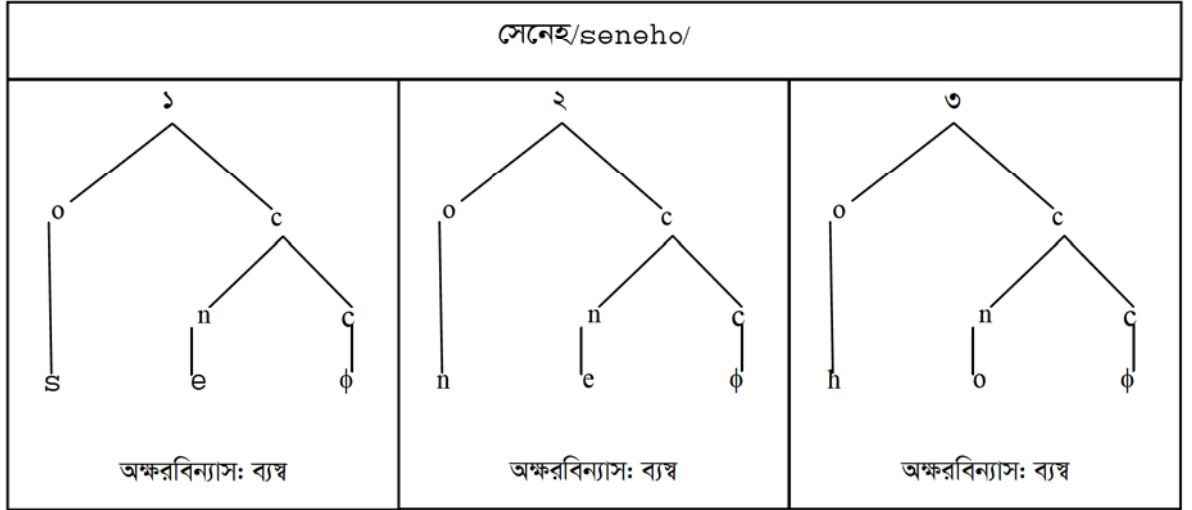 সেনেহ/seneho/
১ ২ ৩
o c o c o c
n c n c n c
s e ϕ n e ϕ h o ϕ
অক্ষরবিন্যাস: ব্যস্ব অক্ষরবিন্যাস: ব্যস্ব অক্ষরবিন্যাস: ব্যস্ব